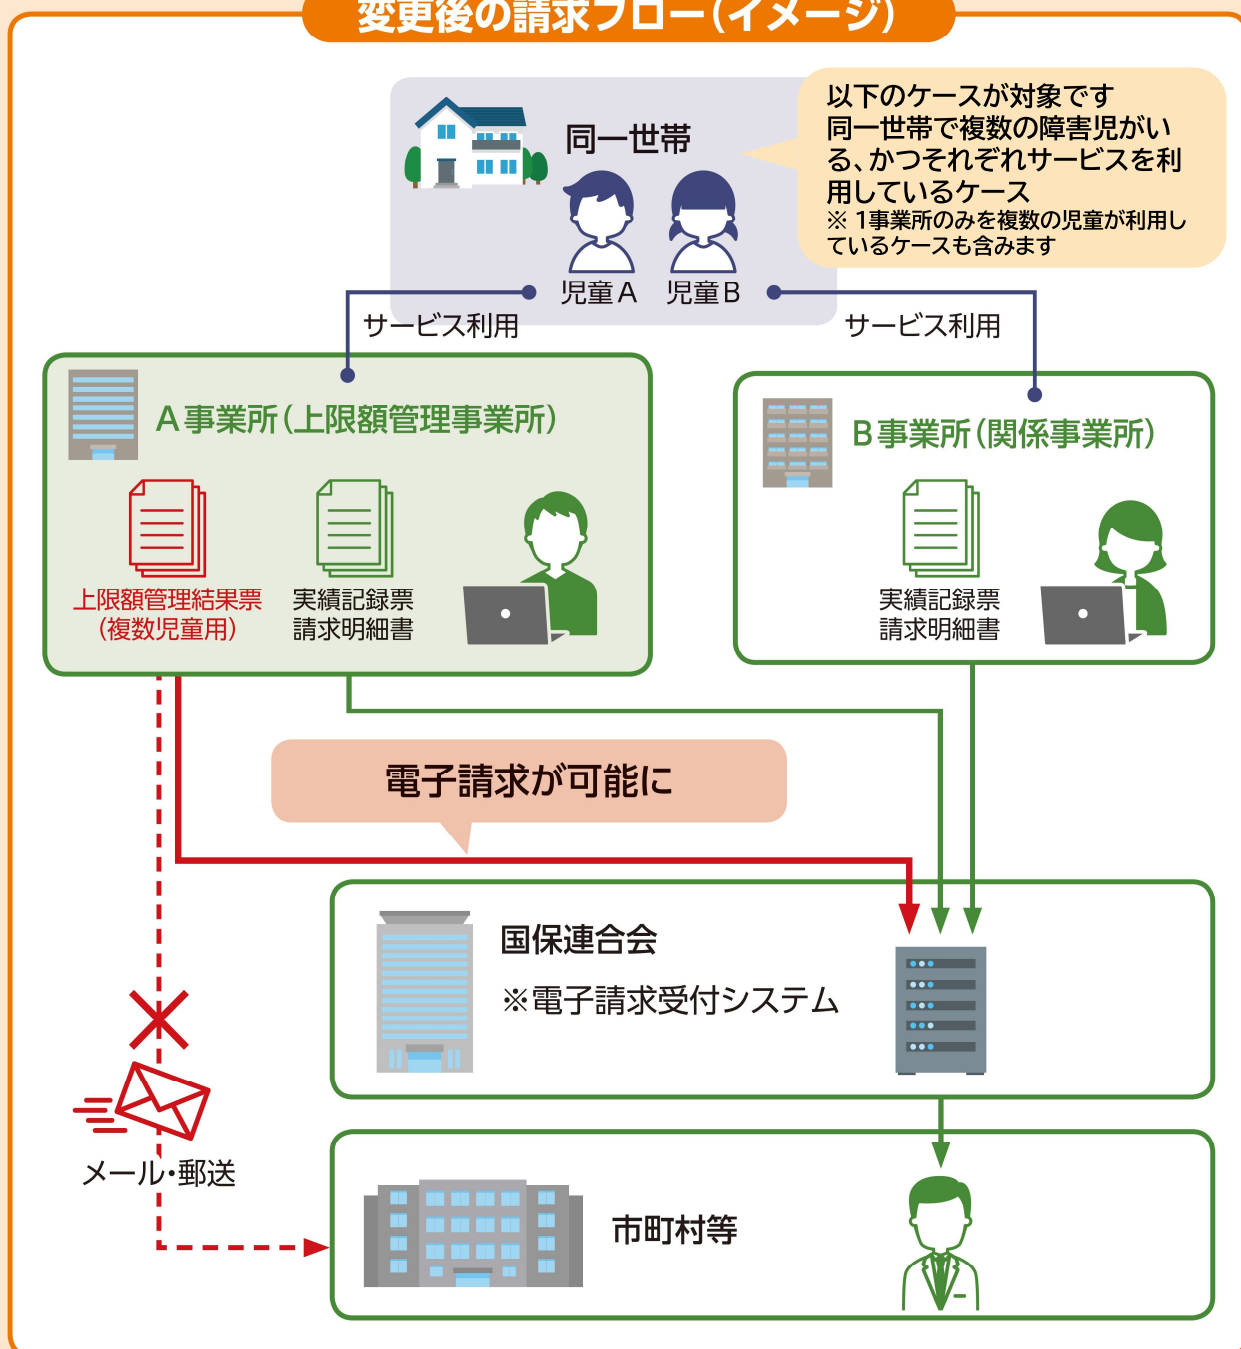 変更後の請求フロー(イメージ)
以下のケースが対象です
同一世帯で複数の障害児がい
る、かつそれぞれサービスを利
用しているケース
※ 1事業所のみを複数の児童が利用し
ているケースも含みます
同一世帯
児童A 児童B
サービス利用
サービス利用
A事業所(上限額管理事業所)
上限額管理結果票
(複数児童用)
実績記録票
請求明細書
B事業所(関係事業所)
実績記録票
請求明細書
電子請求が可能に
国保連合会
※電子請求受付システム
メール・郵送
市町村等